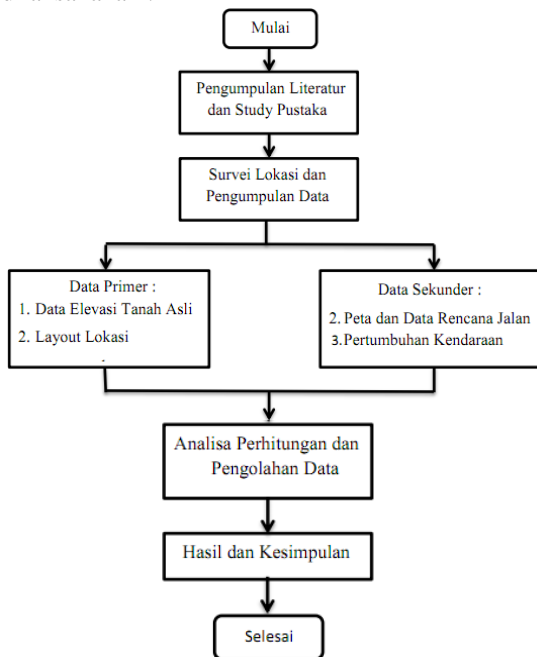 Mulai
Pengumpulan Literatur
dan Study Pustaka
Survei Lokasi dan
Pengumpulan Data
Data Primer :
1. Data Elevasi Tanah Asli
2. Layout Lokasi
.
Data Sekunder :
2. Peta dan Data Rencana Jalan
3.Pertumbuhan Kendaraan
Analisa Perhitungan dan
Pengolahan Data
Hasil dan Kesimpulan
Selesai